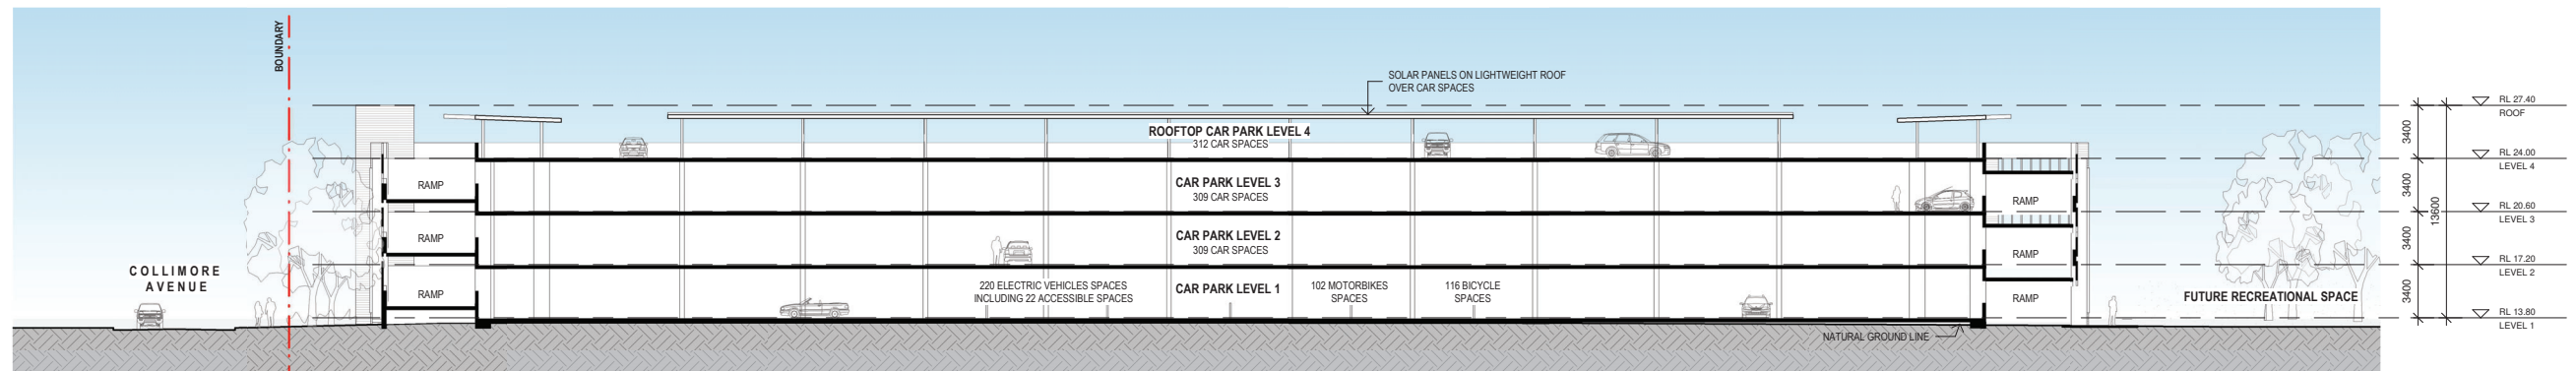 BOUNDARY
SOLAR PANELS ON LIGHTWEIGHT ROOF
OVER CAR SPACES
ROOFTOP CAR PARK LEVEL 4
312 CAR SPACES
RAMP
CAR PARK LEVEL 3
309 CAR SPACES
RAMP
RAMP
CAR PARK LEVEL 2
309 CAR SPACES
RAMP
COLLIMORE
AVENUE
RAMP
220 ELECTRIC VEHICLES SPACES
INCLUDING 22 ACCESSIBLE SPACES
CAR PARK LEVEL 1
102 MOTORBIKES
SPACES
116 BICYCLE
SPACES
RAMP
FUTURE RECREATIONAL SPACE
NATURAL GROUND LINE
3400
3400
3400
3400
13600
RL 27.40
ROOF
RL 24.00
LEVEL 4
RL 20.60
LEVEL 3
RL 17.20
LEVEL 2
RL 13.80
LEVEL 1